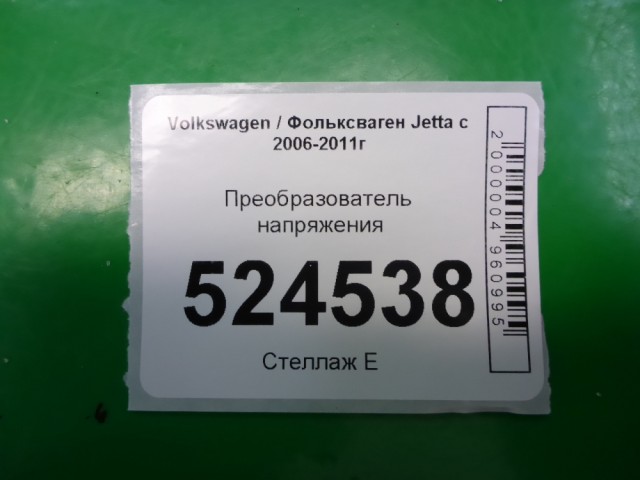 Volkswagen / Фольксваген Jetta с
2006-2011г
Преобразователь
напряжения
524538
Стеллаж Е
2000004960995